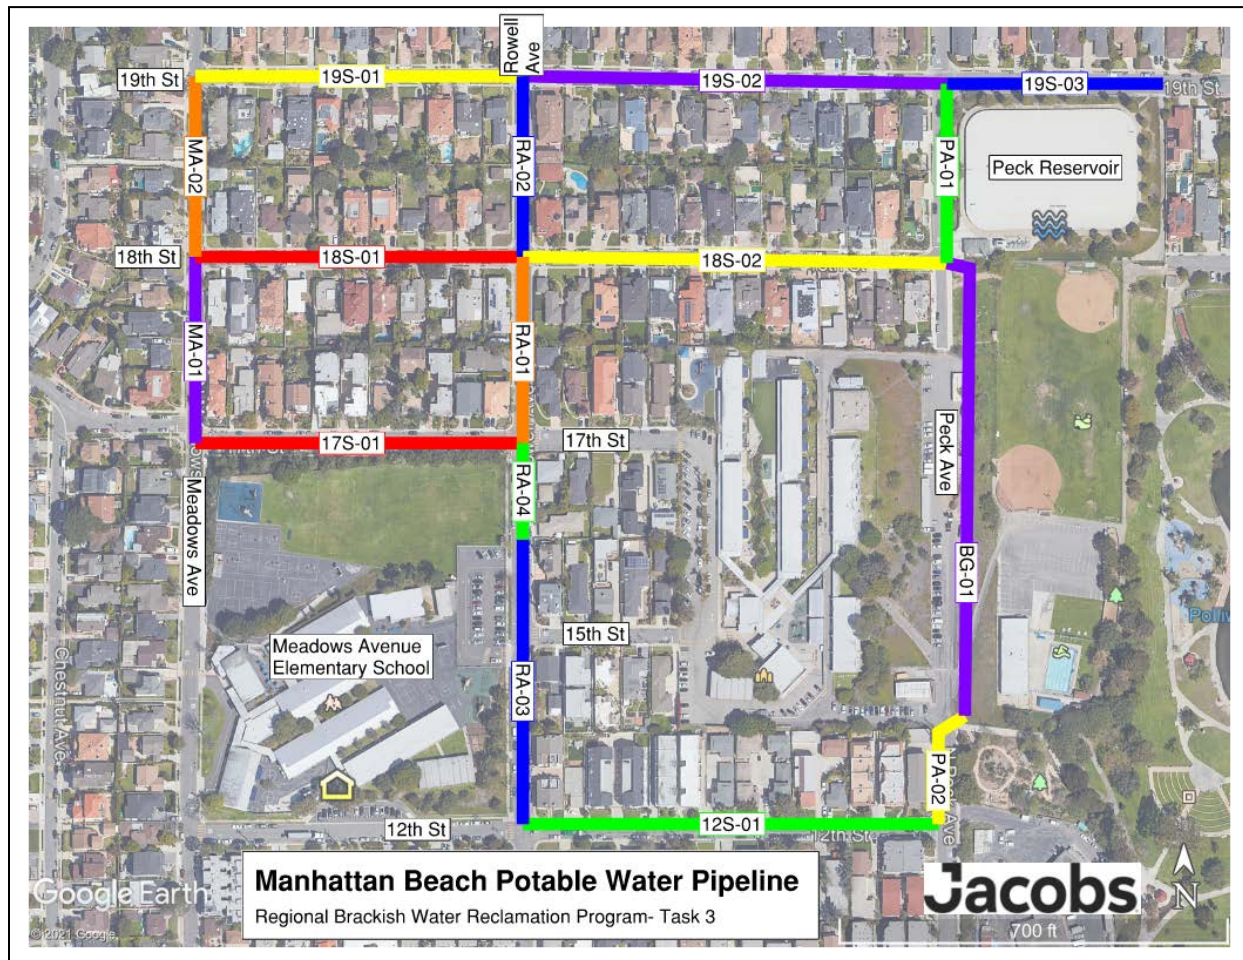 Rowell
Ave
19th St
19S-01
19S-02
19S-03
19th St
MA-02
RA-02
PA-01
Peck Reservoir
18th St
18S-01
18S-02
MA-01
RA-01
17S-01
17th St
Peck Ave
RA-04
Meadows Ave
BG-01
15th St
Meadows Avenue
Elementary School
RA-03
Chestnut Ave
PA-02
12th St
12S-01
12th St
Manhattan Beach Potable Water Pipeline
Regional Brackish Water Reclamation Program- Task 3
Jacobs
N
700 ft
Google Earth
© 2021 Google